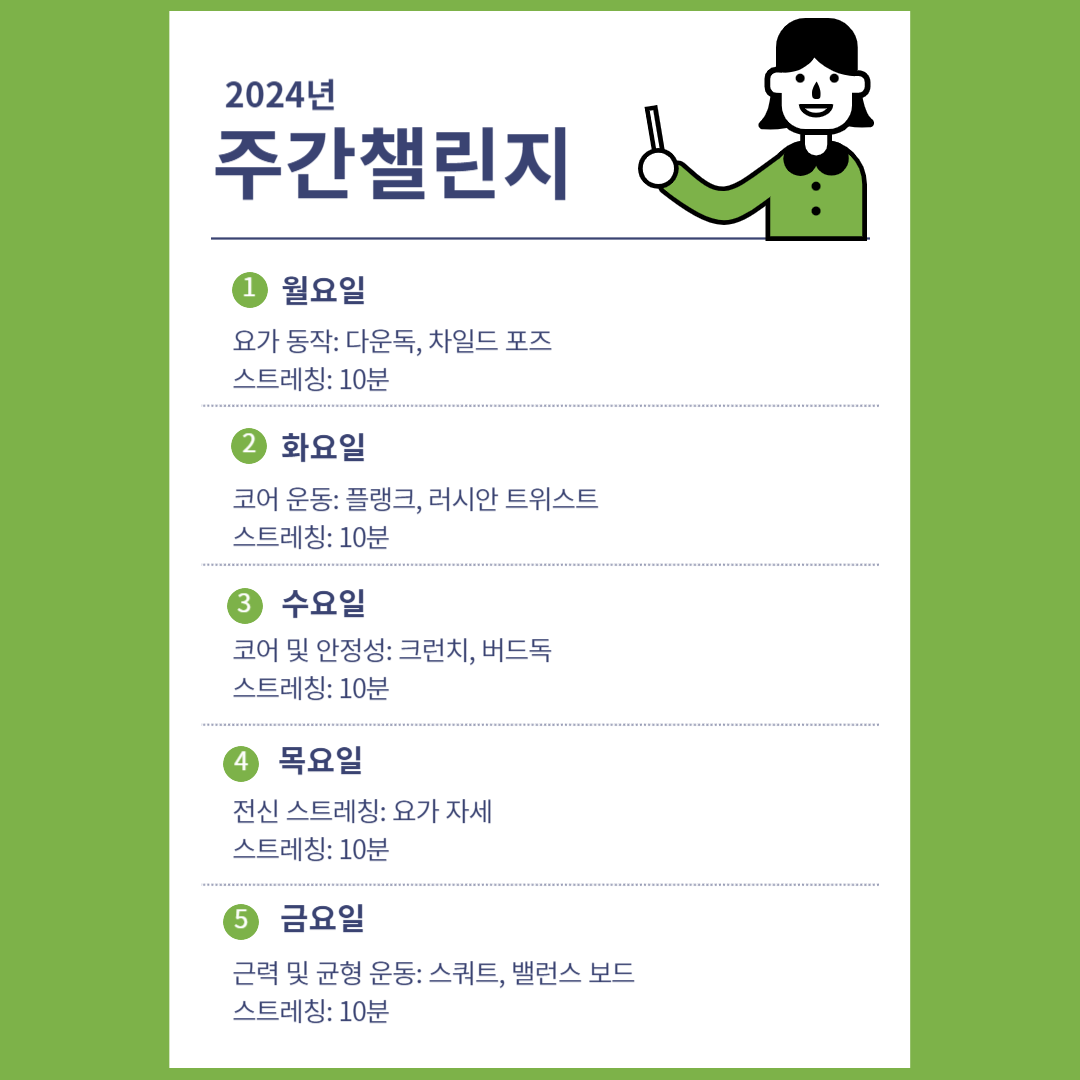 2024년
주간챌린지
1 월요일
요가 동작: 다운독, 차일드 포즈
스트레칭: 10분
2 화요일
코어 운동: 플랭크, 러시안 트위스트
스트레칭: 10분
3 수요일
코어 및 안정성: 크런치, 버드독
스트레칭: 10분
4 목요일
전신 스트레칭: 요가 자세
스트레칭: 10분
5 금요일
근력 및 균형 운동: 스쿼트, 밸런스 보드
스트레칭: 10분